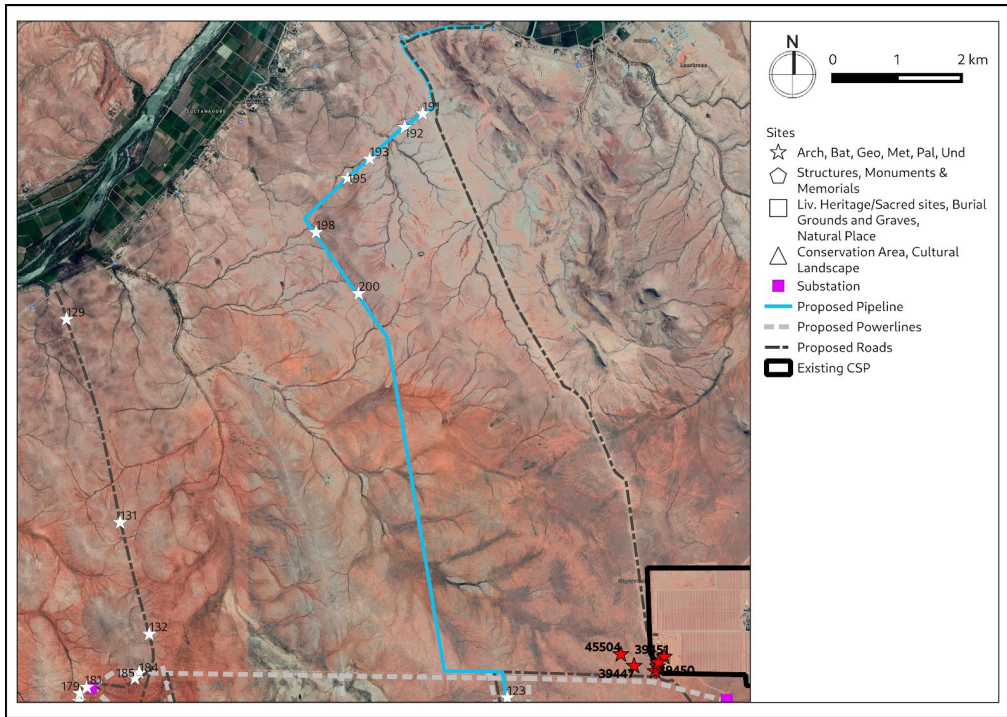 N
0 1 2 km
Sites
Arch, Bat, Geo, Met, Pal, Und
Structures, Monuments &
Memorials
Liv. Heritage/Sacred sites, Burial
Grounds and Graves,
Natural Place
Conservation Area, Cultural
Landscape
Substation
Proposed Pipeline
Proposed Powerlines
Proposed Roads
Existing CSP
191
192
193
195
198
200
129
131
132
184
185
181
179
123
45504
39451
39447
39450